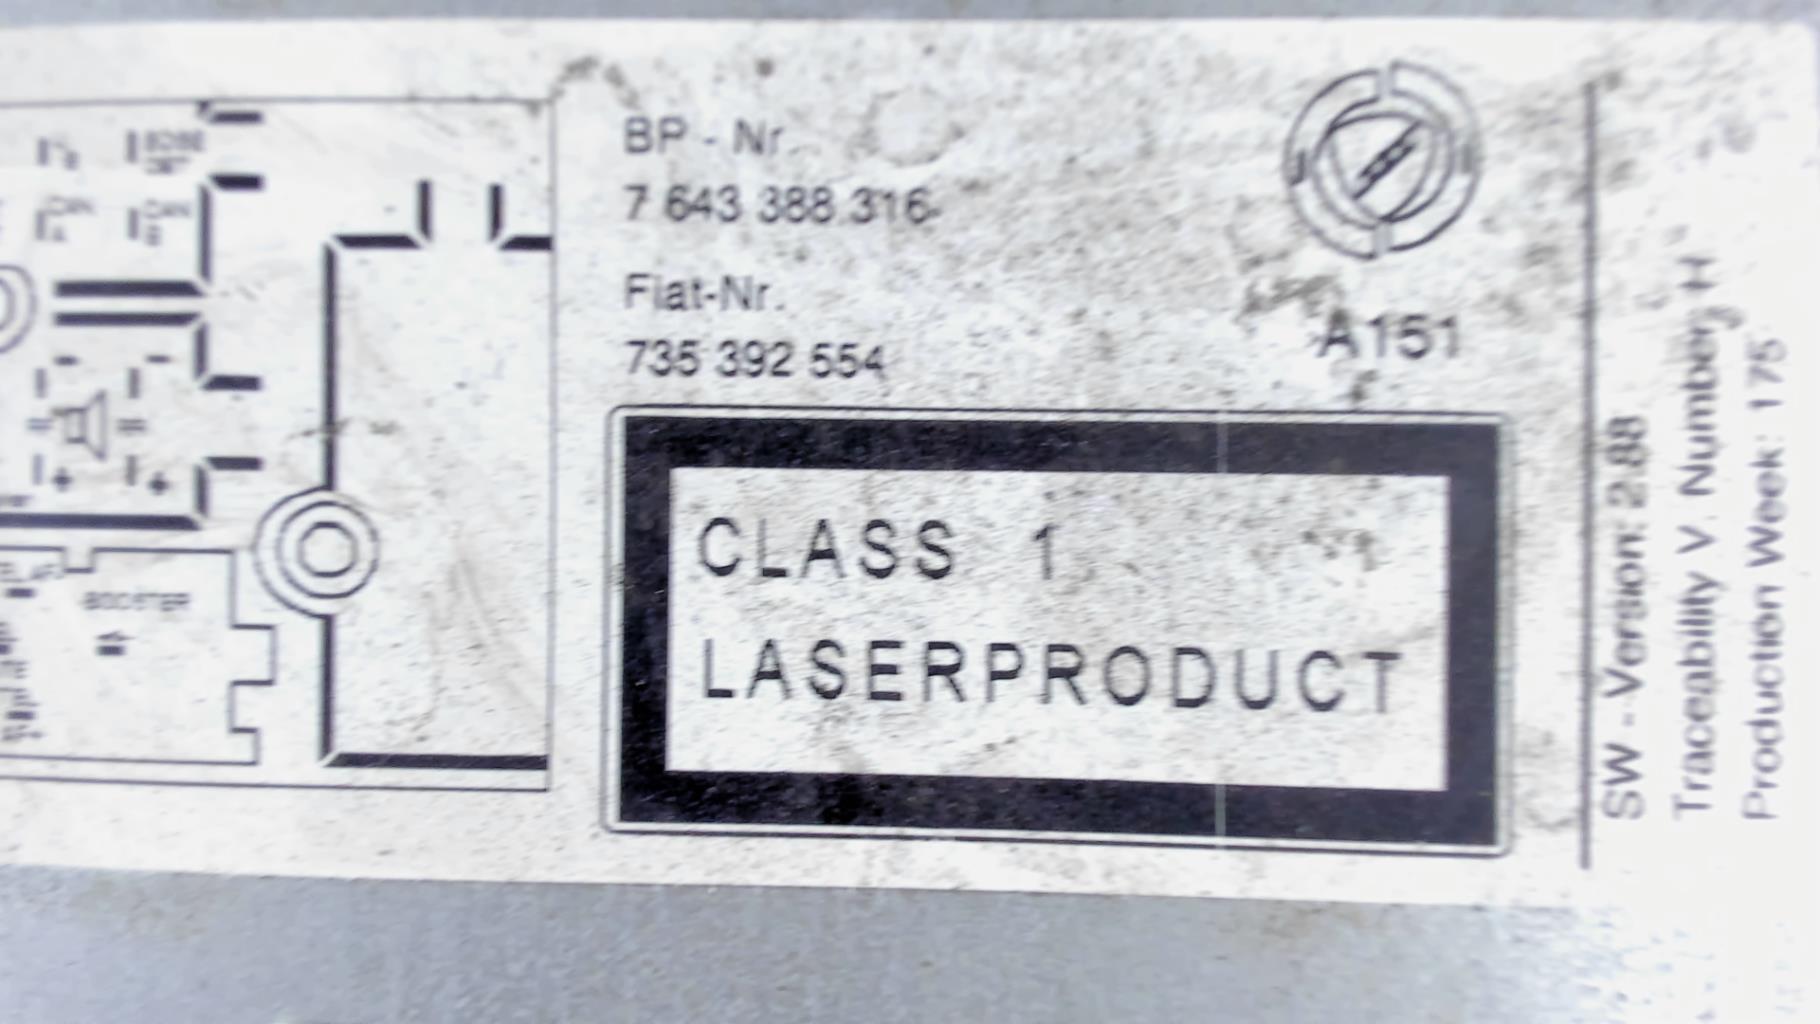 BP - Nr.
7 643 388 316
Fiat-Nr.
735 392 554
A151
CLASS 1
LASERPRODUCT
SW - Version: 2.88
Traceability V. Number: H
Production Week: 175
BOOSTER